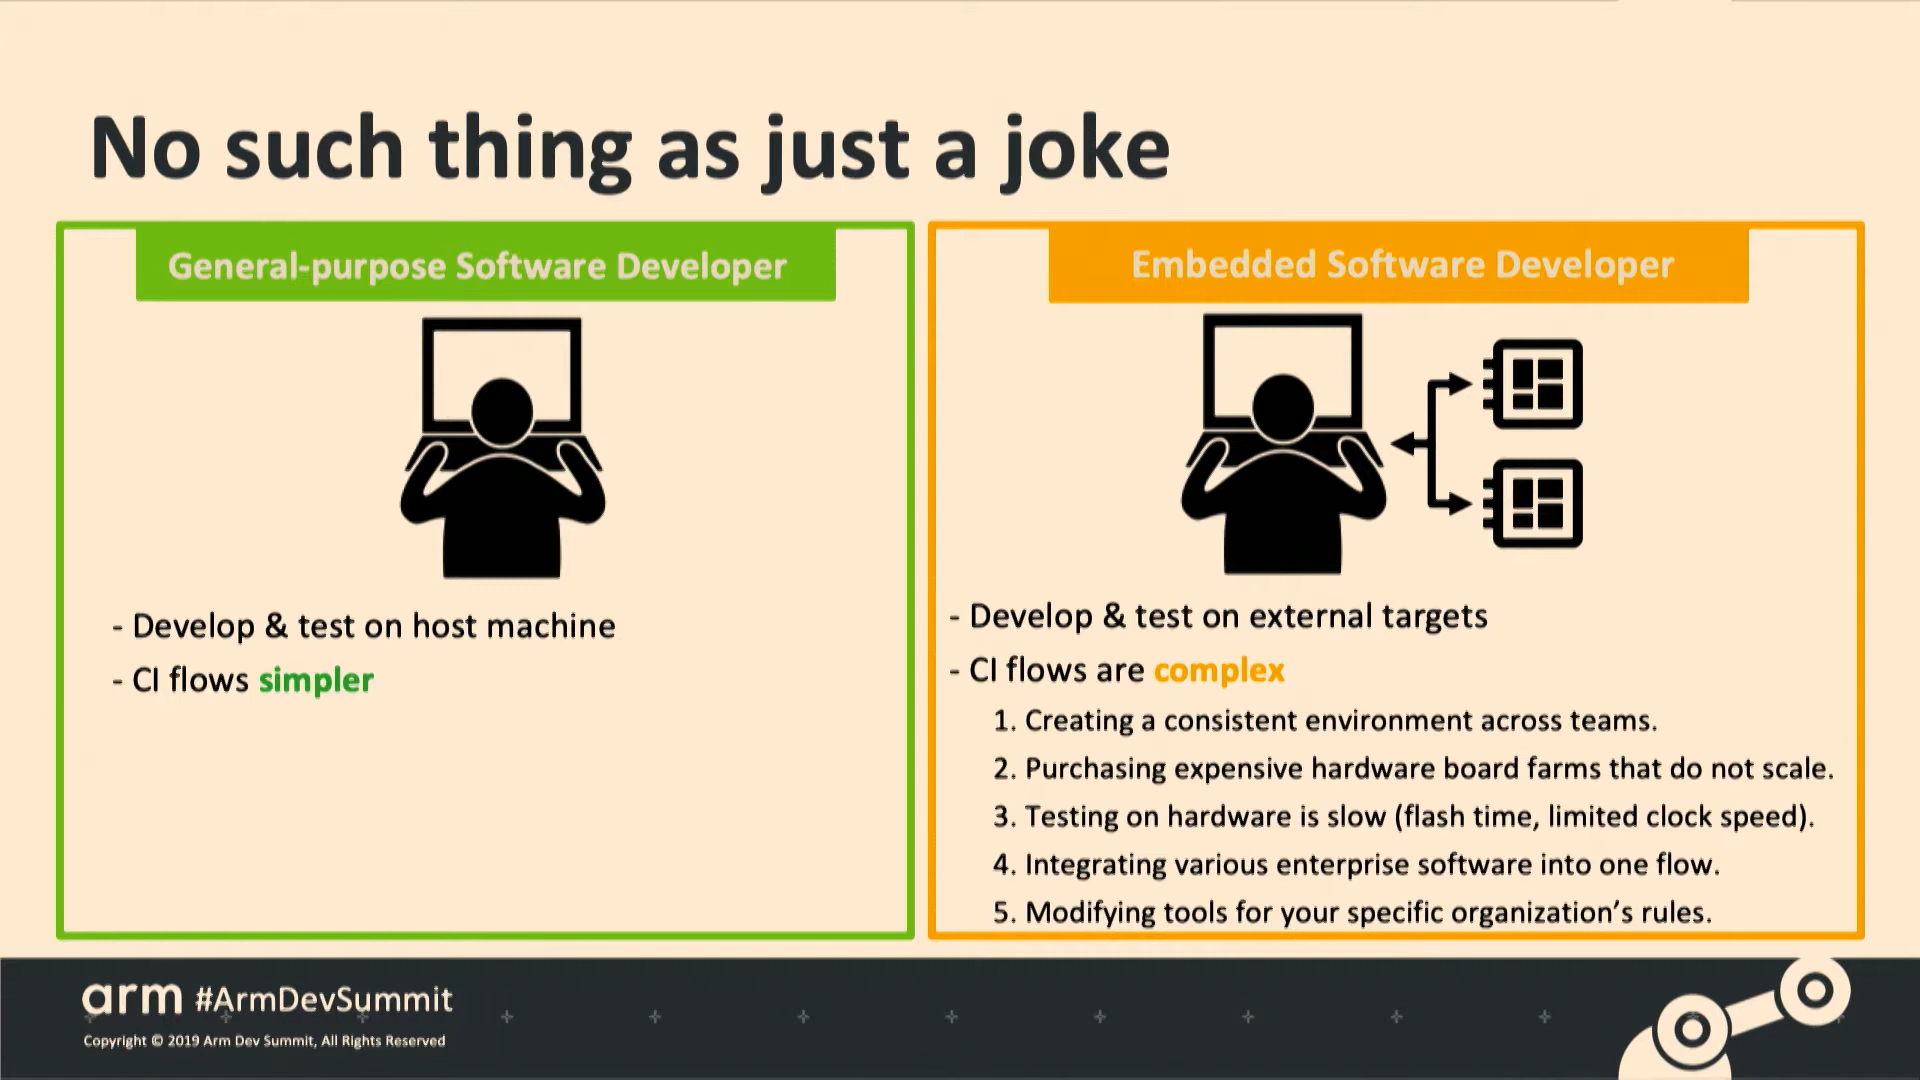 No such thing as just a joke
General-purpose Software Developer
- Develop & test on host machine
- CI flows simpler
Embedded Software Developer
- Develop & test on external targets
- CI flows are complex
1. Creating a consistent environment across teams.
2. Purchasing expensive hardware board farms that do not scale.
3. Testing on hardware is slow (flash time, limited clock speed).
4. Integrating various enterprise software into one flow.
5. Modifying tools for your specific organization’s rules.
arm #ArmDevSummit
Copyright © 2019 Arm Dev Summit, All Rights Reserved